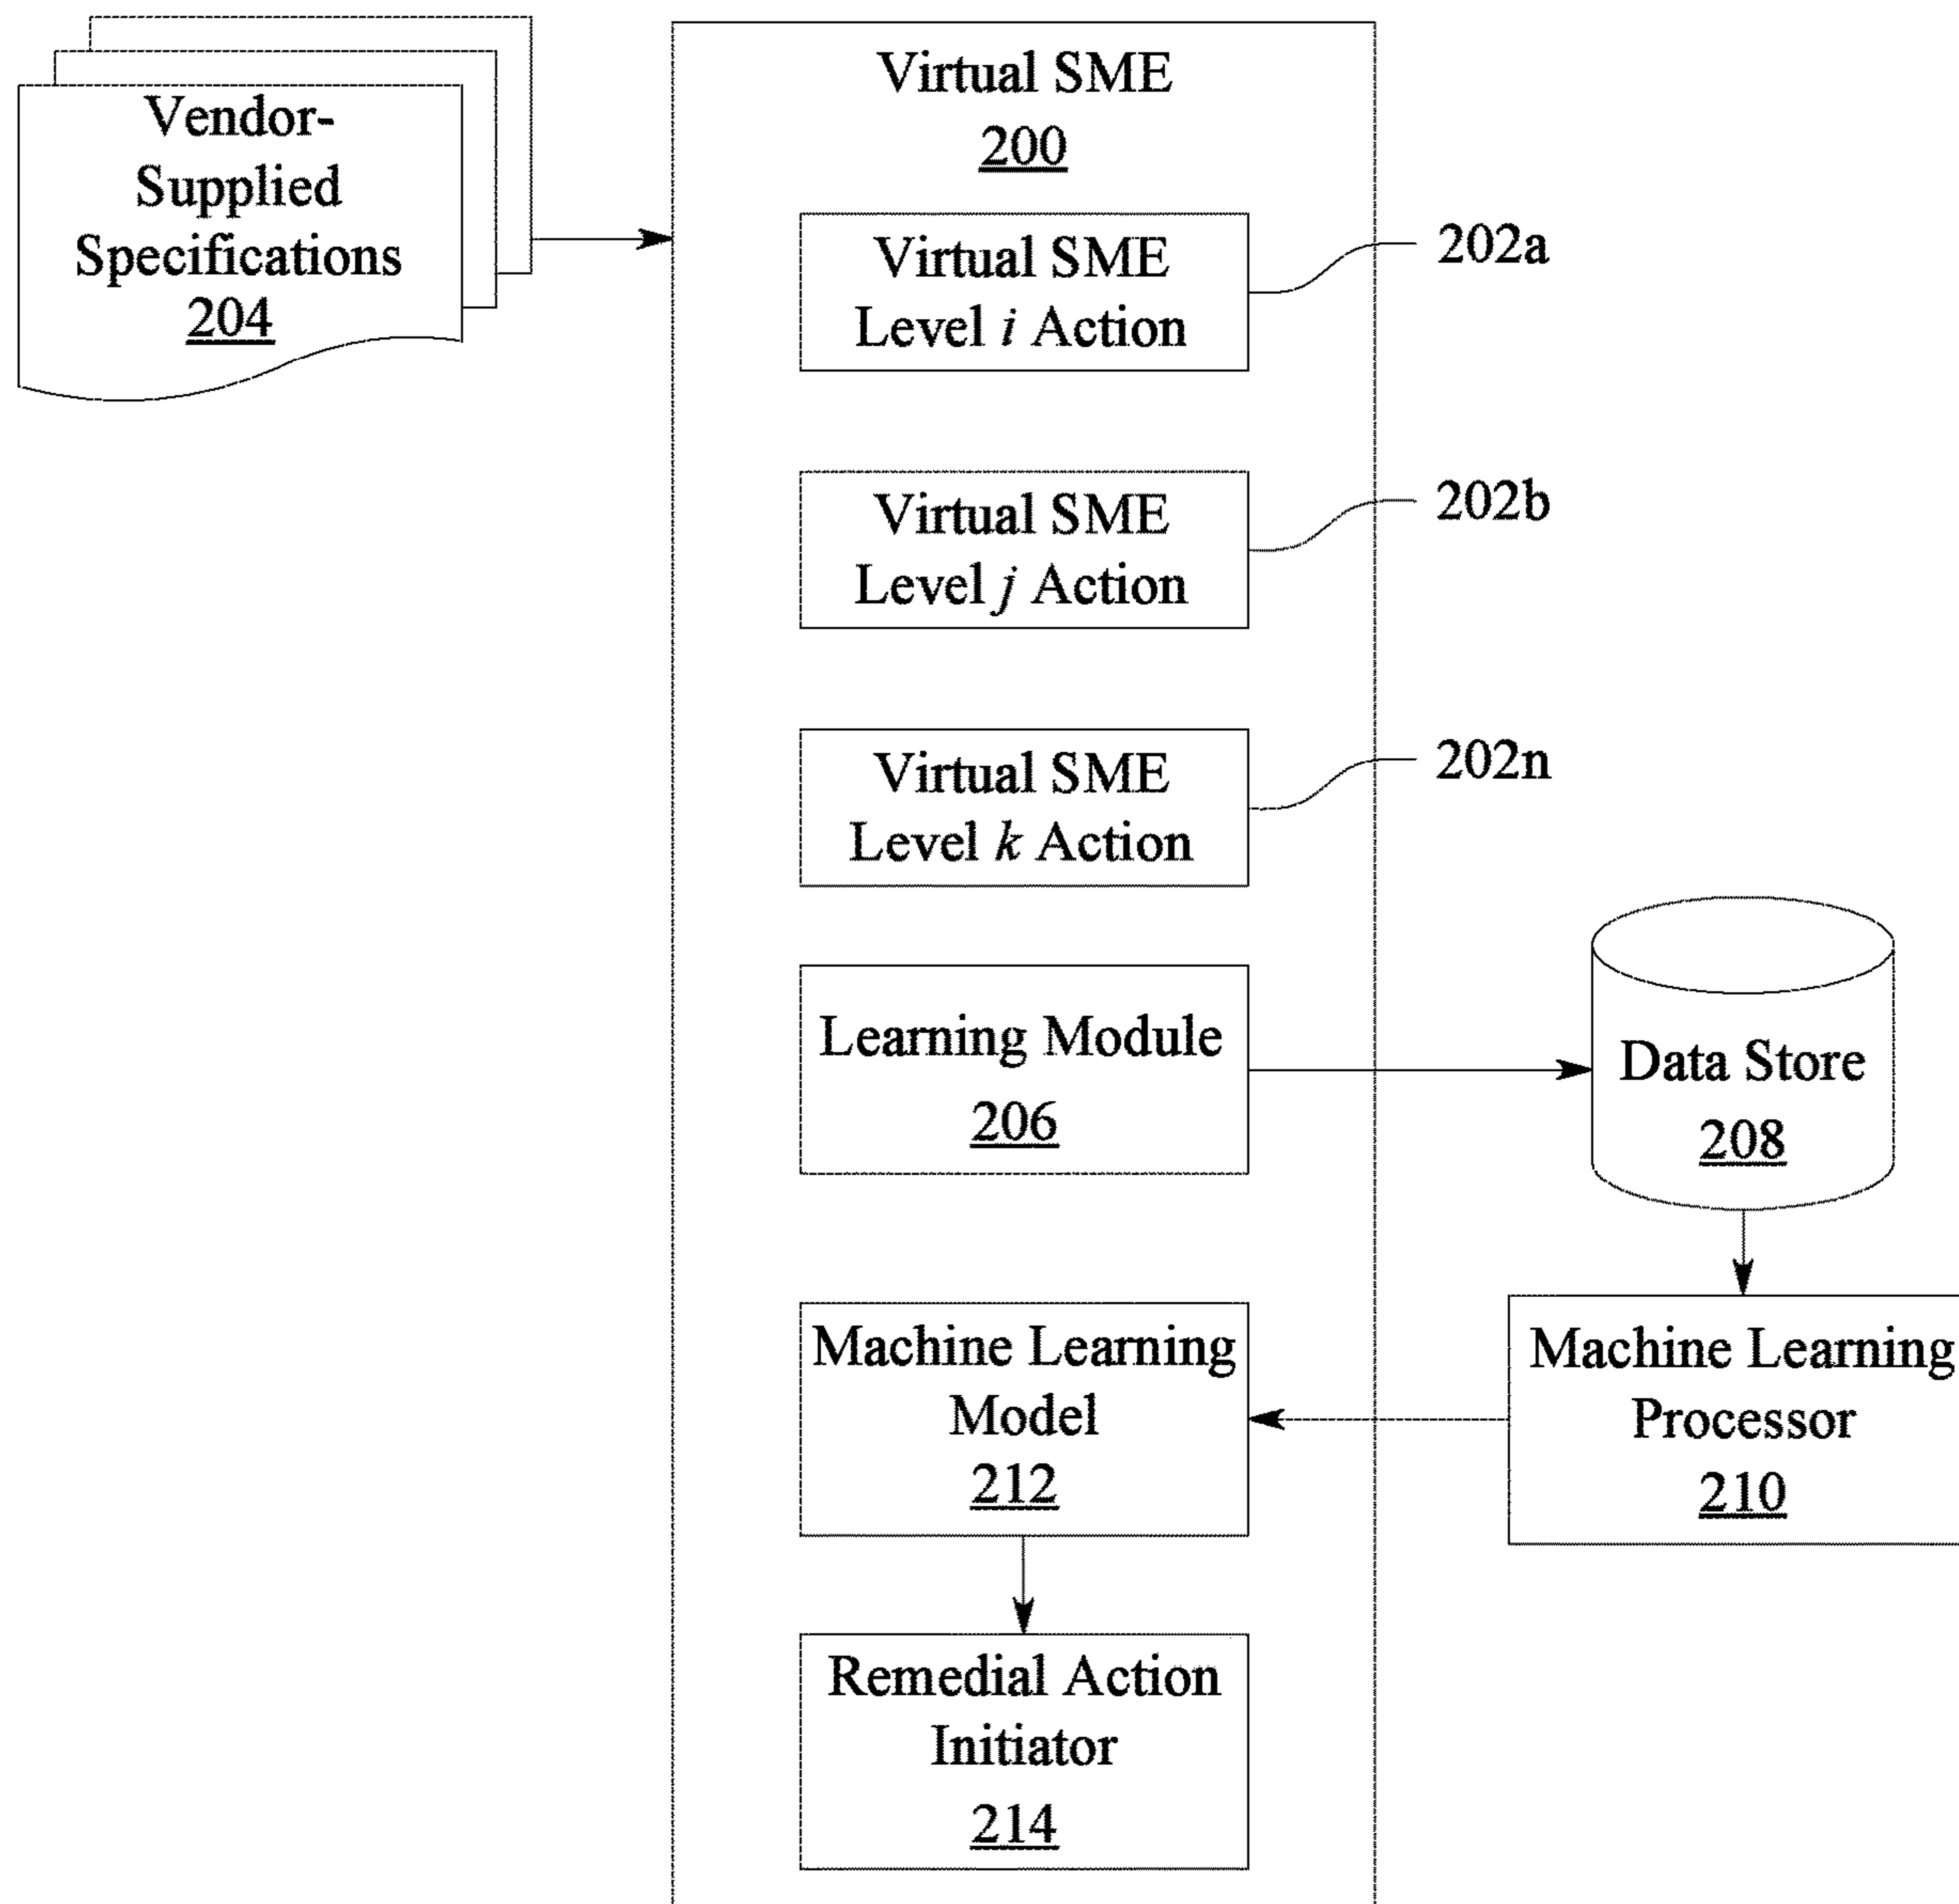 Vendor-
Supplied
Specifications
204
Virtual SME
200
Virtual SME
Level i Action
202a
Virtual SME
Level j Action
202b
Virtual SME
Level k Action
202n
Learning Module
206
Data Store
208
Machine Learning
Model
212
Machine Learning
Processor
210
Remedial Action
Initiator
214